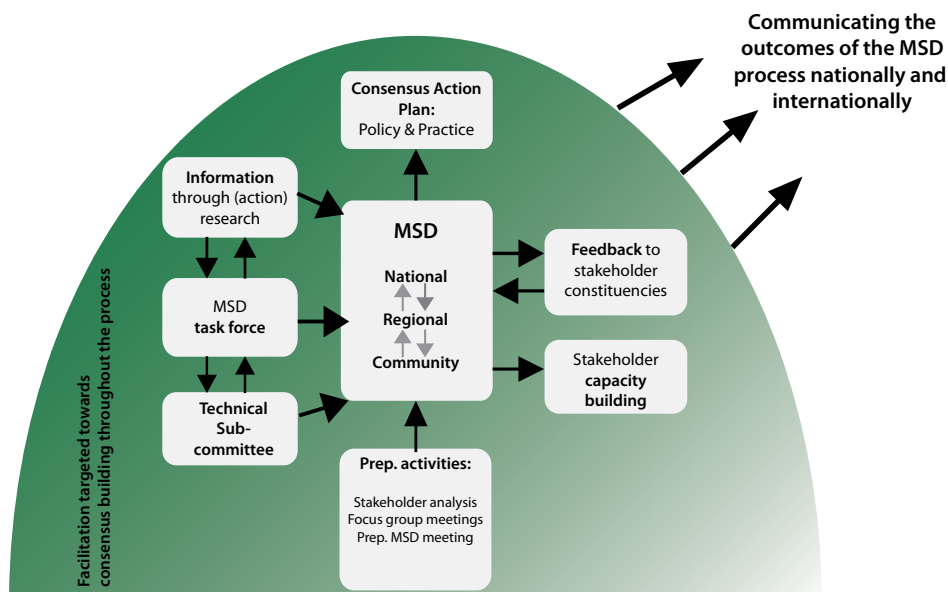 Communicating the
outcomes of the MSD
process nationally and
internationally
Consensus Action
Plan:
Policy & Practice
Information
through (action)
research
MSD
task force
Technical
Sub-
committee
MSD
National
Regional
Community
Feedback to
stakeholder
constituencies
Stakeholder
capacity
building
Prep. activities:
Stakeholder analysis
Focus group meetings
Prep. MSD meeting
Facilitation targeted towards
consensus building throughout the process